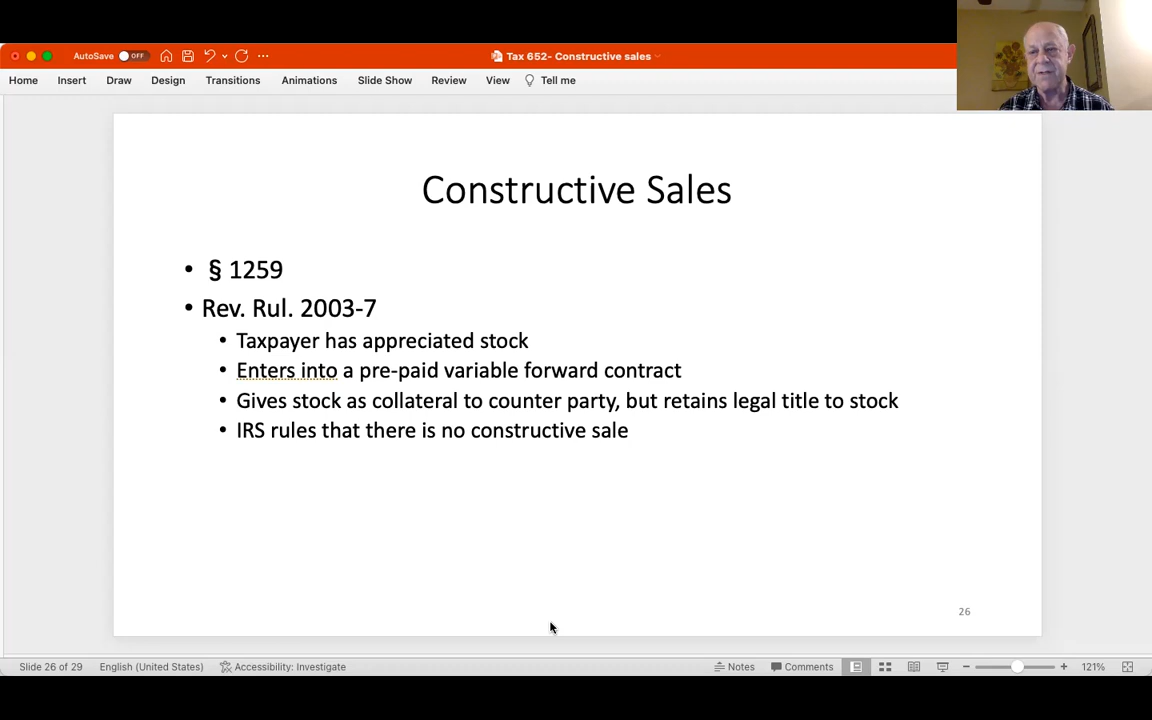 AutoSave OFF
Tax 652- Constructive sales
Home Insert Draw Design Transitions Animations Slide Show Review View Tell me
Constructive Sales
• § 1259
• Rev. Rul. 2003-7
• Taxpayer has appreciated stock
• Enters into a pre-paid variable forward contract
• Gives stock as collateral to counter party, but retains legal title to stock
• IRS rules that there is no constructive sale
26
Slide 26 of 29 English (United States) Accessibility: Investigate Notes Comments 121%